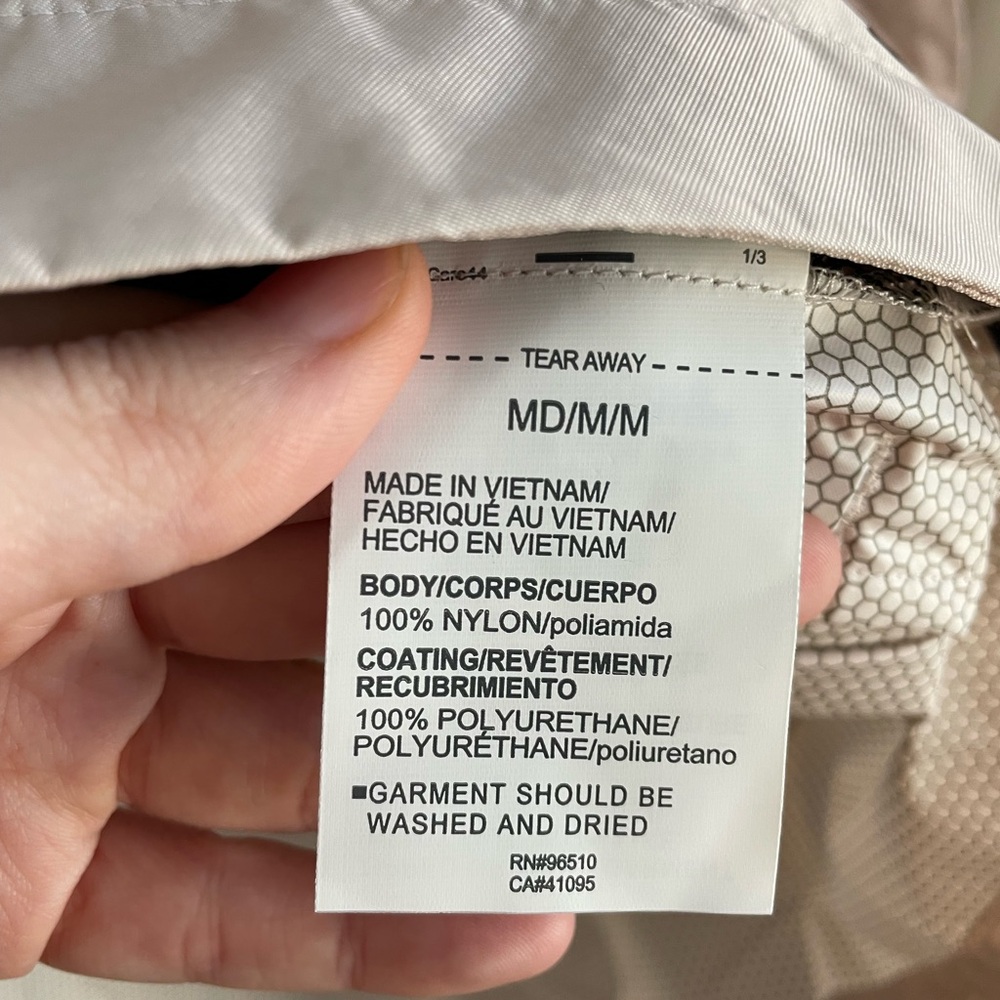 1/3
TEAR AWAY
MD/M/M
MADE IN VIETNAM/
FABRIQUÉ AU VIETNAM/
HECHO EN VIETNAM
BODY/CORPS/CUERPO
100% NYLON/poliamida
COATING/REVÊTEMENT/
RECUBRIMIENTO
100% POLYURETHANE/
POLYURÉTHANE/poliuretano
■GARMENT SHOULD BE
WASHED AND DRIED
RN#96510
CA#41095